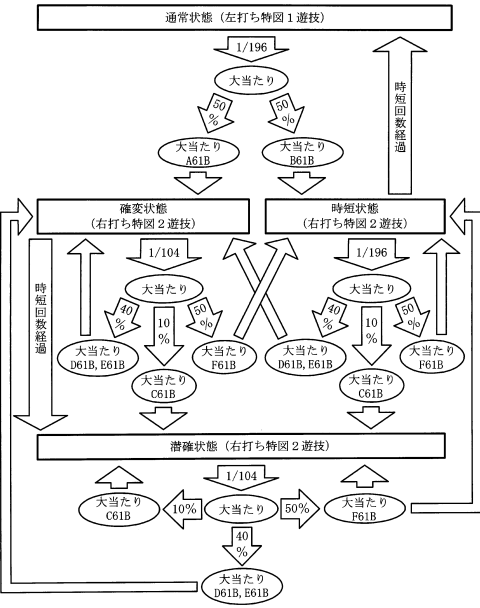 通常状態（左打ち特図１遊技）
1/196
大当たり
50
%
50
%
大当たり
A61B
大当たり
B61B
時短回数経過
確変状態
（右打ち特図２遊技）
時短状態
（右打ち特図２遊技）
1/104
1/196
大当たり
大当たり
40
%
10
%
50
%
40
%
10
%
50
%
時短回数経過
大当たり
D61B,E61B
大当たり
F61B
大当たり
D61B,E61B
大当たり
F61B
大当たり
C61B
大当たり
C61B
潜確状態（右打ち特図２遊技）
1/104
大当たり
C61B
10%
大当たり
50%
大当たり
F61B
40
%
大当たり
D61B,E61B